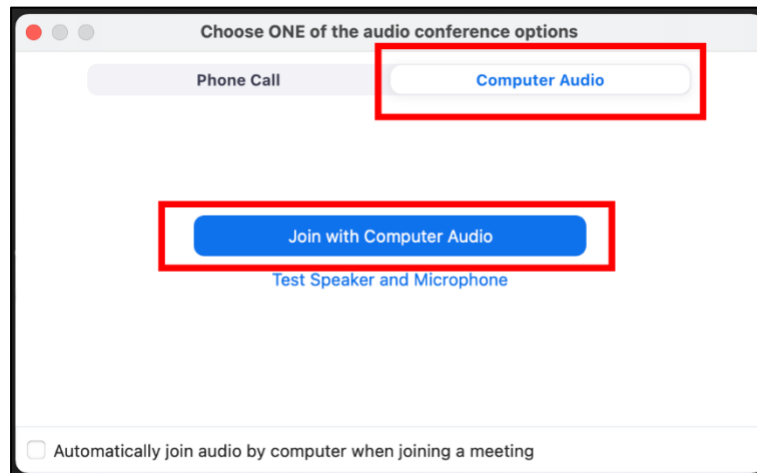 Choose ONE of the audio conference options
Phone Call
Computer Audio
Join with Computer Audio
Test Speaker and Microphone
Automatically join audio by computer when joining a meeting